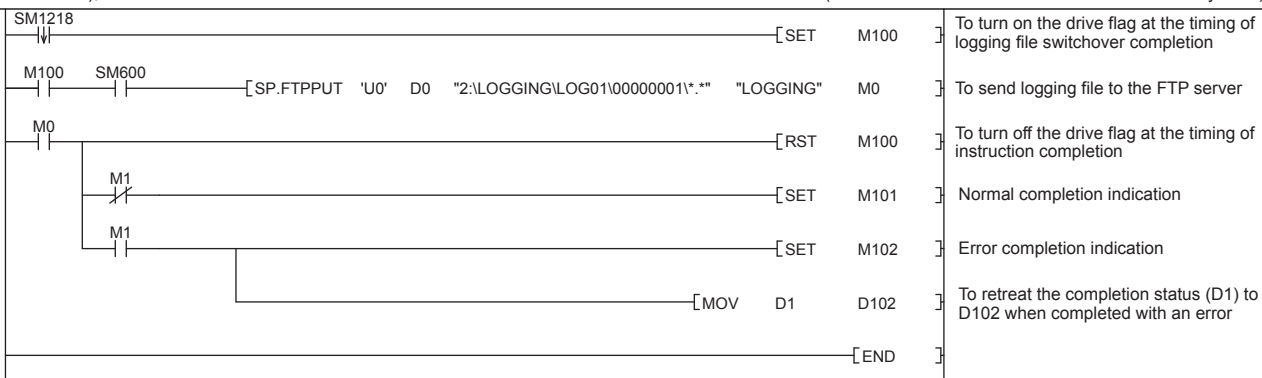 SM1218
SET M100 To turn on the drive flag at the timing of
logging file switchover completion
M100 SM600
SP.FTPPUT 'U0' D0 "2:\LOGGING\LOG01\00000001\*.*" "LOGGING" M0 To send logging file to the FTP server
M0
RST M100 To turn off the drive flag at the timing of
instruction completion
M1
SET M101 Normal completion indication
M1
SET M102 Error completion indication
MOV D1 D102 To retreat the completion status (D1) to
D102 when completed with an error
END